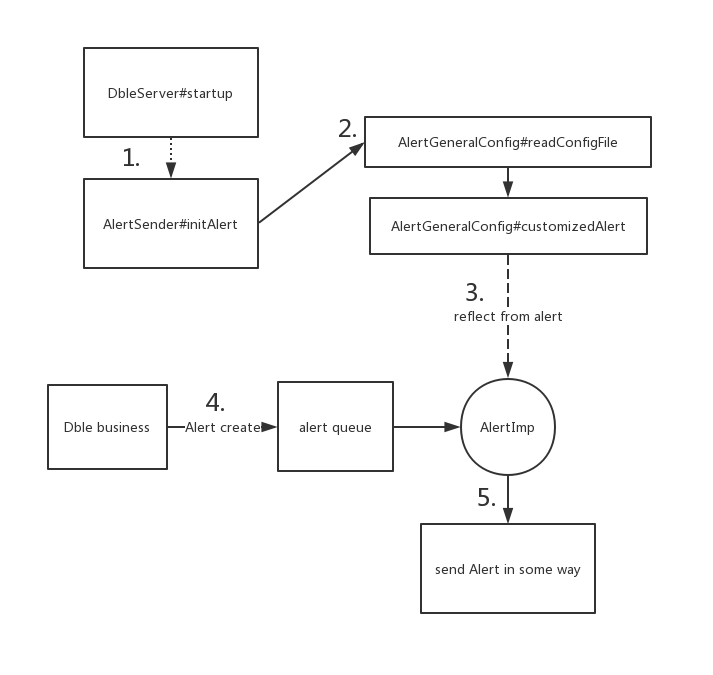 DbleServer#startup
1.
AlertSender#initAlert
2.
AlertGeneralConfig#readConfigFile
AlertGeneralConfig#customizedAlert
3.
reflect from alert
Dble business
4.
Alert create
alert queue
AlertImp
5.
send Alert in some way